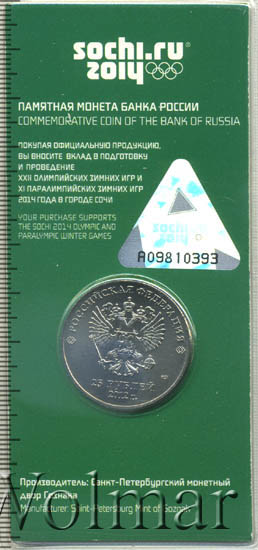 sochi.ru
2014
ПАМЯТНАЯ МОНЕТА БАНКА РОССИИ
COMMEMORATIVE COIN OF THE BANK OF RUSSIA
ПОКУПАЯ ОФИЦИАЛЬНУЮ ПРОДУКЦИЮ,
ВЫ ВНОСИТЕ ВКЛАД В ПОДГОТОВКУ
И ПРОВЕДЕНИЕ
XXII ОЛИМПИЙСКИХ ЗИМНИХ ИГР И
XI ПАРАЛИМПИЙСКИХ ЗИМНИХ ИГР
2014 ГОДА В ГОРОДЕ СОЧИ
YOUR PURCHASE SUPPORTS
THE SOCHI 2014 OLYMPIC AND
PARALYMPIC WINTER GAMES
sochi.ru
2014
A09810393
РОССИЙСКАЯ ФЕДЕРАЦИЯ
25 РУБЛЕЙ
2012 г.
Производитель: Санкт-Петербургский монетный
двор Гознака
Manufacturer: Saint-Petersburg Mint of Goznak
Wolmar